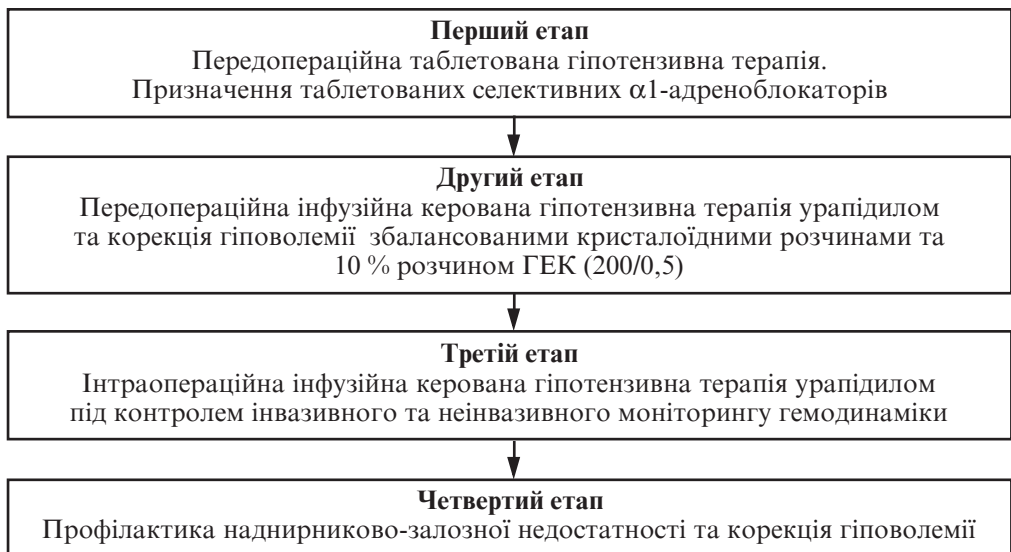 Перший етап
Передопераційна таблетована гіпотензивна терапія.
Призначення таблетованих селективних α1-адреноблокаторів
Другий етап
Передопераційна інфузійна керована гіпотензивна терапія урапідилом
та корекція гіповолемії збалансованими кристалоїдними розчинами та
10 % розчином ГЕК (200/0,5)
Третій етап
Інтраопераційна інфузійна керована гіпотензивна терапія урапідилом
під контролем інвазивного та неінвазивного моніторингу гемодинаміки
Четвертий етап
Профілактика наднирниково-залозної недостатності та корекція гіповолемії